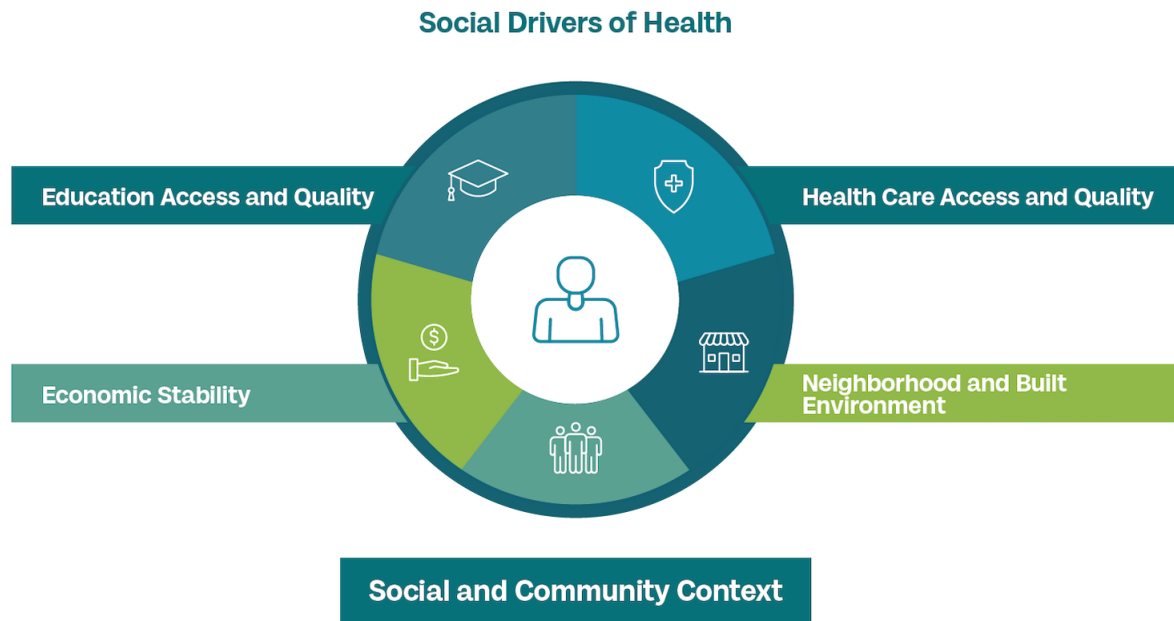 Social Drivers of Health
Education Access and Quality
Health Care Access and Quality
$
Economic Stability
Neighborhood and Built
Environment
Social and Community Context